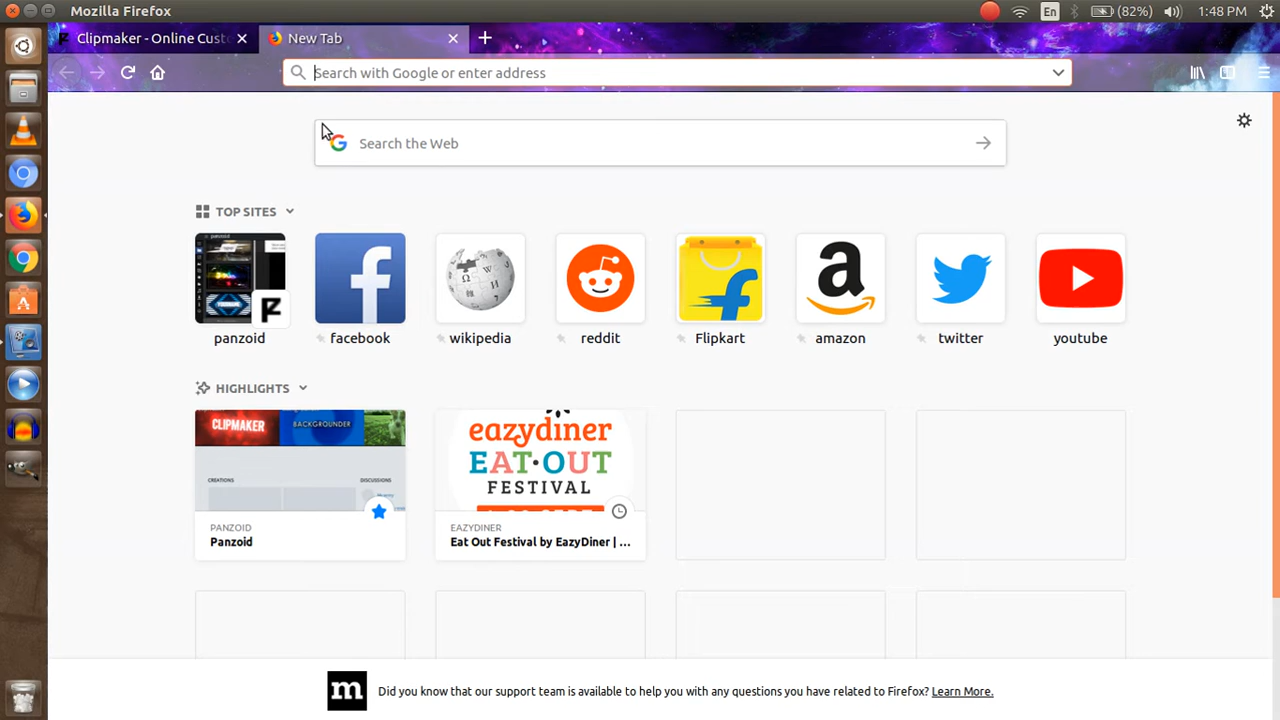 Mozilla Firefox
En
(82%)
1:48 PM
Clipmaker - Online Cust
New Tab
Search with Google or enter address
Search the Web
TOP SITES
panzoid
facebook
wikipedia
reddit
Flipkart
amazon
twitter
youtube
HIGHLIGHTS
CLIPMAKER
BACKGROUNDER
CREATIONS
DISCUSSIONS
PANZOID
Panzoid
eazydiner
EAT·OUT
FESTIVAL
EAZYDINER
Eat Out Festival by EazyDiner | ...
m
Did you know that our support team is available to help you with any questions you have related to Firefox? Learn More.